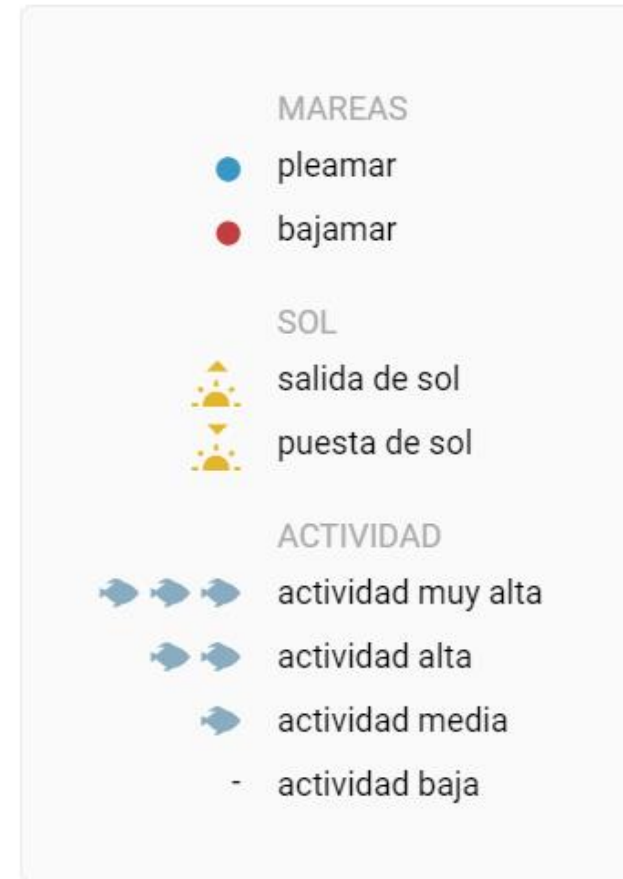 MAREAS
pleamar
bajamar
SOL
salida de sol
puesta de sol
ACTIVIDAD
actividad muy alta
actividad alta
actividad media
- actividad baja